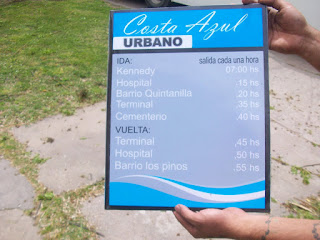 Costa Azul
URBANO
IDA: salida cada una hora
Kennedy 07:00 hs
Hospilal .15 hs
Barrio Quintanilla .20 hs
Terminal .35 hs
Cementerio .40 hs
VUELTA:
Terminal .45 hs
Hospital .50 hs
Barrio los pinos .55 hs